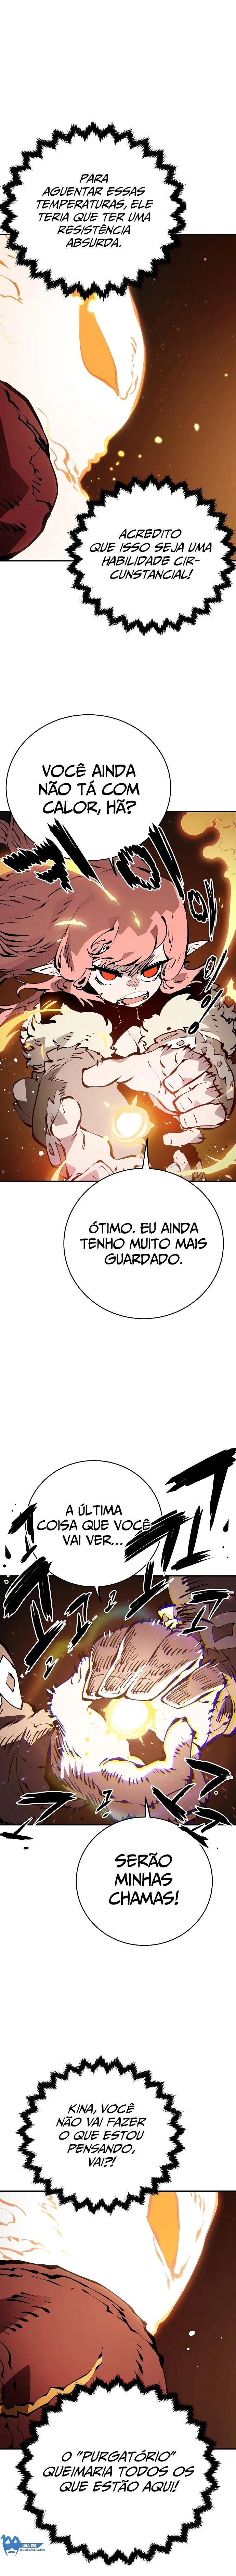 PARA
AGUENTAR ESSAS
TEMPERATURAS, ELE
TERIA QUE TER UMA
RESISTÊNCIA
ABSURDA.
ACREDITO
QUE ISSO SEJA UMA
HABILIDADE CIR-
CUNSTANCIAL!
VOCÊ AINDA
NÃO TÁ COM
CALOR, HÃ?
ÓTIMO. EU AINDA
TENHO MUITO MAIS
GUARDADO.
A ÚLTIMA
COISA QUE VOCÊ
VAI VER...
SERÃO
MINHAS
CHAMAS!
KINA, VOCÊ
NÃO VAI FAZER
O QUE ESTOU
PENSANDO,
VAI?!
O "PURGATÓRIO"
QUEIMARIA TODOS OS
QUE ESTÃO AQUI!